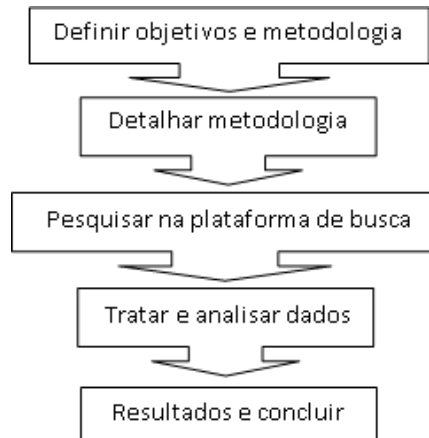 Definir objetivos e metodologia
Detalhar metodologia
Pesquisar na plataforma de busca
Tratar e analisar dados
Resultados e concluir